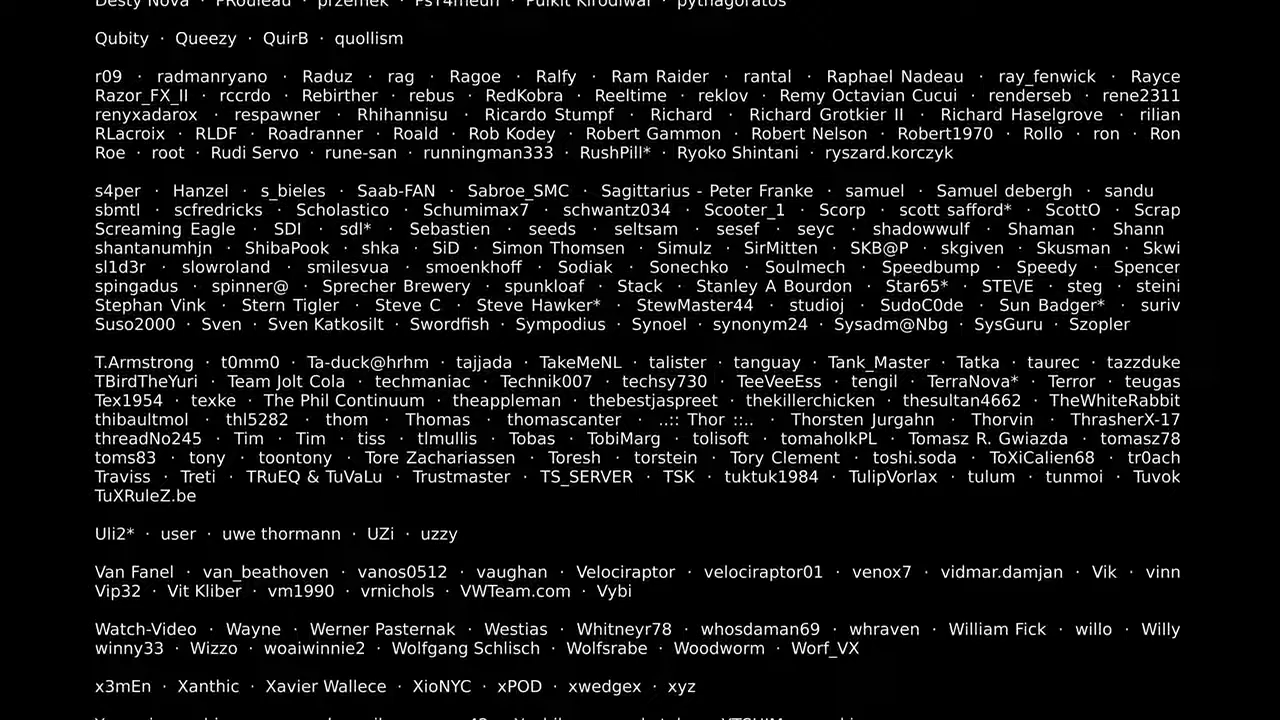 Desty Nova · PRouleau · przemek · PsT4meun · Pulkit Kirodiwal · pythagoratos
Qubity · Queezy · QuirB · quollism
r09 · radmanryano · Raduz · rag · Ragoe · Ralfy · Ram Raider · rantal · Raphael Nadeau · ray_fenwick · Rayce
Razor_FX_II · rccrdo · Rebirther · rebus · RedKobra · Reeltime · reklov · Remy Octavian Cucui · renderseb · rene2311
renyxadarox · respawner · Rhihannisu · Ricardo Stumpf · Richard · Richard Grotkier II · Richard Haselgrove · rilian
RLacroix · RLDF · Roadranner · Roald · Rob Kodey · Robert Gammon · Robert Nelson · Robert1970 · Rollo · ron · Ron
Roe · root · Rudi Servo · rune-san · runningman333 · RushPill* · Ryoko Shintani · ryszard.korczyk
s4per · Hanzel · s_bieles · Saab-FAN · Sabroe_SMC · Sagittarius - Peter Franke · samuel · Samuel debergh · sandu
sbmtl · scfredricks · Scholastico · Schumimax7 · schwantz034 · Scooter_1 · Scorp · scott safford* · ScottO · Scrap
Screaming Eagle · SDI · sdl* · Sebastien · seeds · seltsam · sesef · seyc · shadowwulf · Shaman · Shann
shantanumhjn · ShibaPook · shka · SiD · Simon Thomsen · Simulz · SirMitten · SKB@P · skgiven · Skusman · Skwi
sl1d3r · slowroland · smilesvua · smoenkhoff · Sodiak · Sonechko · Soulmech · Speedbump · Speedy · Spencer
spingadus · spinner@ · Sprecher Brewery · spunkloaf · Stack · Stanley A Bourdon · Star65* · STE\/E · steg · steini
Stephan Vink · Stern Tigler · Steve C · Steve Hawker* · StewMaster44 · studioj · SudoC0de · Sun Badger* · suriv
Suso2000 · Sven · Sven Katkosilt · Swordfish · Sympodius · Synoel · synonym24 · Sysadm@Nbg · SysGuru · Szopler
T.Armstrong · t0mm0 · Ta-duck@hrhm · tajjada · TakeMeNL · talister · tanguay · Tank_Master · Tatka · taurec · tazzduke
TBirdTheYuri · Team Jolt Cola · techmaniac · Technik007 · techsy730 · TeeVeeEss · tengil · TerraNova* · Terror · teugas
Tex1954 · texke · The Phil Continuum · theappleman · thebestjaspreet · thekillerchicken · thesultan4662 · TheWhiteRabbit
thibaultmol · thl5282 · thom · Thomas · thomascanter · ..:: Thor ::.. · Thorsten Jurgahn · Thorvin · ThrasherX-17
threadNo245 · Tim · Tim · tiss · tlmullis · Tobas · TobiMarg · tolisoft · tomaholkPL · Tomasz R. Gwiazda · tomasz78
toms83 · tony · toontony · Tore Zachariassen · Toresh · torstein · Tory Clement · toshi.soda · ToXiCalien68 · tr0ach
Traviss · Treti · TRuEQ & TuVaLu · Trustmaster · TS_SERVER · TSK · tuktuk1984 · TulipVorlax · tulum · tunmoi · Tuvok
TuXRuleZ.be
Uli2* · user · uwe thormann · UZi · uzzy
Van Fanel · van_beathoven · vanos0512 · vaughan · Velociraptor · velociraptor01 · venox7 · vidmar.damjan · Vik · vinn
Vip32 · Vit Kliber · vm1990 · vrnichols · VWTeam.com · Vybi
Watch-Video · Wayne · Werner Pasternak · Westias · Whitneyr78 · whosdaman69 · whraven · William Fick · willo · Willy
winny33 · Wizzo · woaiwinnie2 · Wolfgang Schlisch · Wolfsrabe · Woodworm · Worf_VX
x3mEn · Xanthic · Xavier Wallece · XioNYC · xPOD · xwedgex · xyz